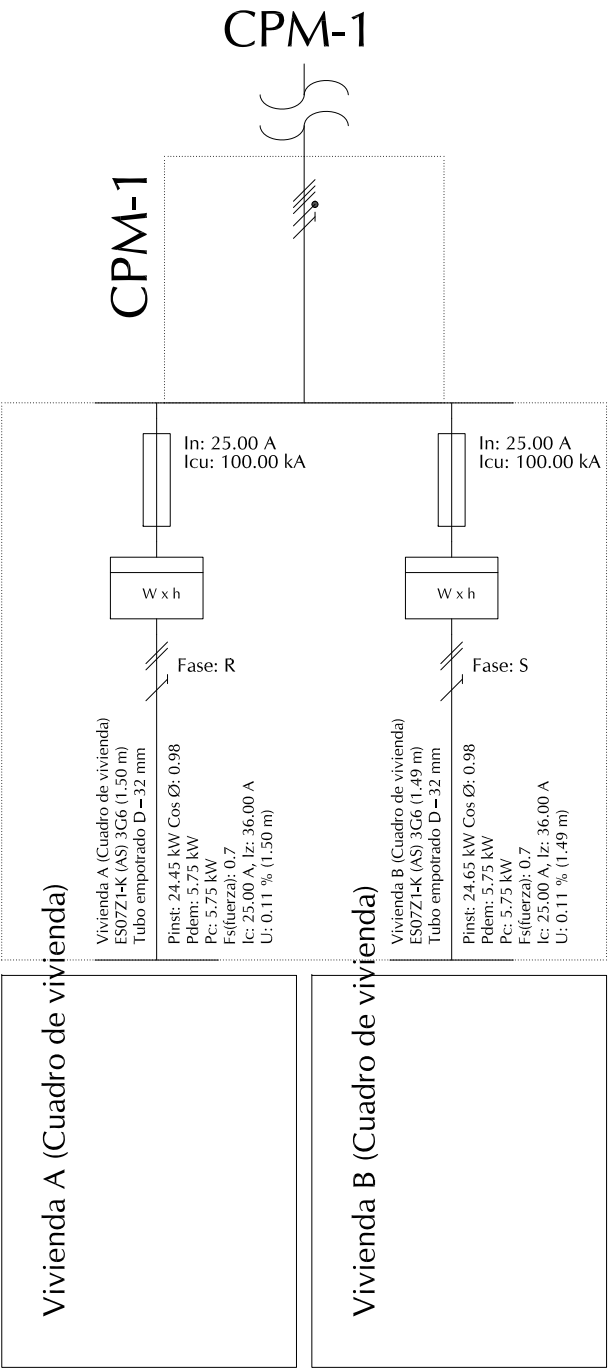 CPM-1
CPM-1
In: 25.00 A
Icu: 100.00 kA
W x h
Fase: R
Vivienda A (Cuadro de vivienda)
ES07Z1-K (AS) 3G6 (1.50 m)
Tubo empotrado D=32 mm
Pinst: 24.45 kW Cos Ø: 0.98
Pdem: 5.75 kW
Pc: 5.75 kW
Fs(fuerza): 0.7
Ic: 25.00 A, Iz: 36.00 A
U: 0.11 % (1.50 m)
Vivienda A (Cuadro de vivienda)
In: 25.00 A
Icu: 100.00 kA
W x h
Fase: S
Vivienda B (Cuadro de vivienda)
ES07Z1-K (AS) 3G6 (1.49 m)
Tubo empotrado D=32 mm
Pinst: 24.65 kW Cos Ø: 0.98
Pdem: 5.75 kW
Pc: 5.75 kW
Fs(fuerza): 0.7
Ic: 25.00 A, Iz: 36.00 A
U: 0.11 % (1.49 m)
Vivienda B (Cuadro de vivienda)